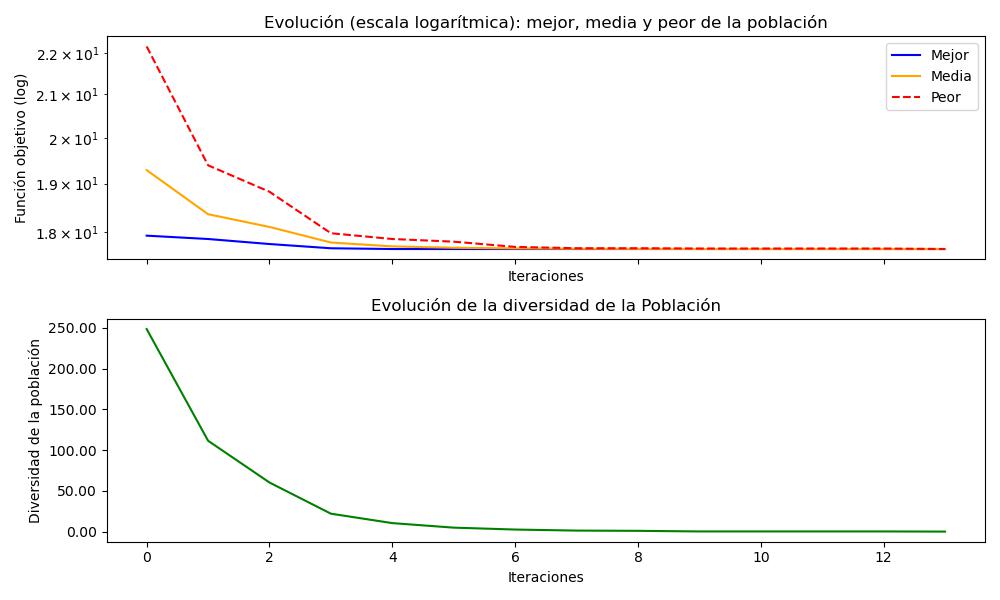 Evolución (escala logarítmica): mejor, media y peor de la población
Función objetivo (log)
2.2 × 10¹
2.1 × 10¹
2 × 10¹
1.9 × 10¹
1.8 × 10¹
Mejor
Media
Peor
Iteraciones
Evolución de la diversidad de la Población
Diversidad de la población
250.00
200.00
150.00
100.00
50.00
0.00
0 2 4 6 8 10 12
Iteraciones